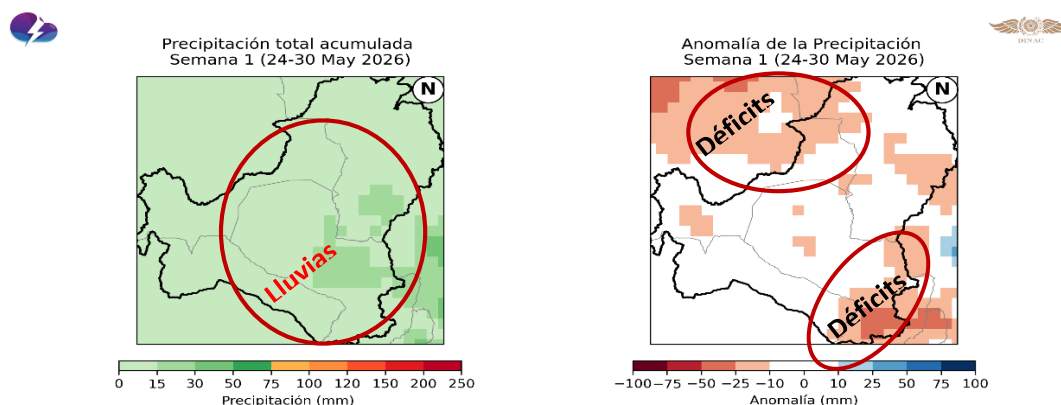 DINAC
Precipitación total acumulada
Semana 1 (24-30 May 2026)
N
Lluvias
0 15 30 50 75 100 120 150 200 250
Precipitación (mm)
Anomalía de la Precipitación
Semana 1 (24-30 May 2026)
N
Déficits
Déficits
−100 −75 −50 −25 −10 0 10 25 50 75 100
Anomalía (mm)